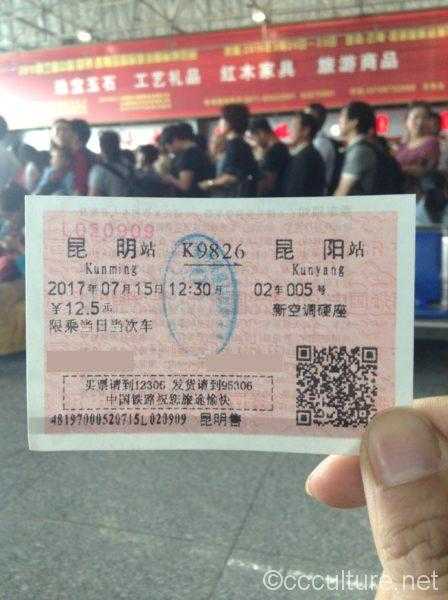 珠宝玉石 工艺礼品 红木家具 旅游商品
L020909
昆明站 K9826 昆阳站
Kunming Kunyang
2017年07月15日12:30开 02车005号
¥12.5元 新空调硬座
限乘当日当次车
买票请到12306 发货请到95306
中国铁路祝您旅途愉快
48197000520715L020909 昆明售
©ccculture.net